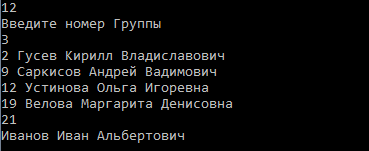 12
Введите номер Группы
3
2 Гусев Кирилл Владиславович
9 Саркисов Андрей Вадимович
12 Устинова Ольга Игоревна
19 Велова Маргарита Денисовна
21
Иванов Иван Альбертович